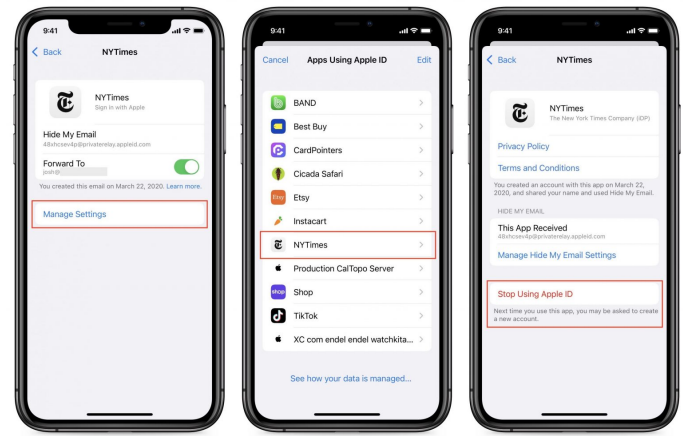 9:41
Back
NYTimes
NYTimes
Sign in with Apple
Hide My Email
48xhcsev4p@privaterelay.appleid.com
Forward To
josh@
You created this email on March 22, 2020. Learn more.
Manage Settings
9:41
Cancel
Apps Using Apple ID
Edit
BAND
Best Buy
CardPointers
Cicada Safari
Etsy
Etsy
Instacart
NYTimes
Production CalTopo Server
shop
Shop
TikTok
XC com endel endel watchkita...
See how your data is managed...
9:41
Back
NYTimes
NYTimes
The New York Times Company (iDP)
Privacy Policy
Terms and Conditions
You created an account with this app on March 22,
2020, and shared your name and used Hide My Email.
HIDE MY EMAIL
This App Received
48xhcsev4p@privaterelay.appleid.com
Manage Hide My Email Settings
Stop Using Apple ID
Next time you use this app, you may be asked to create
a new account.